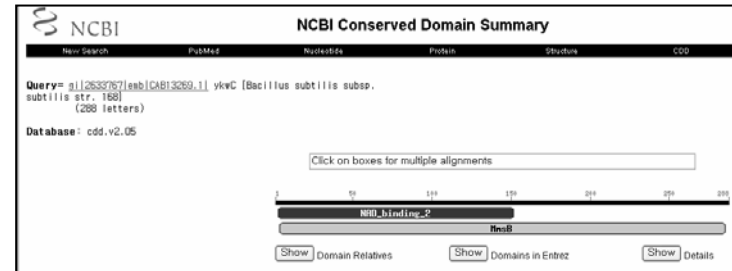 NCBI
NCBI Conserved Domain Summary
New Search PubMed Nucleotide Protein Structure CDD
Query= gi|2633767|emb|CAB13269.1| ykwC [Bacillus subtilis subsp.
subtilis str. 168]
(288 letters)
Database: cdd.v2.05
Click on boxes for multiple alignments
1 50 100 150 200 250 288
NAD_binding_2
MmsB
Show Domain Relatives Show Domains in Entrez Show Details